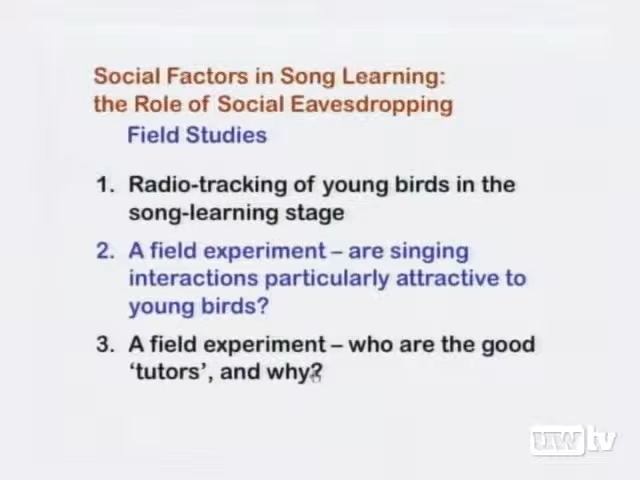 Social Factors in Song Learning:
the Role of Social Eavesdropping
Field Studies
1. Radio-tracking of young birds in the
song-learning stage
2. A field experiment – are singing
interactions particularly attractive to
young birds?
3. A field experiment – who are the good
‘tutors’, and why?
uwtv